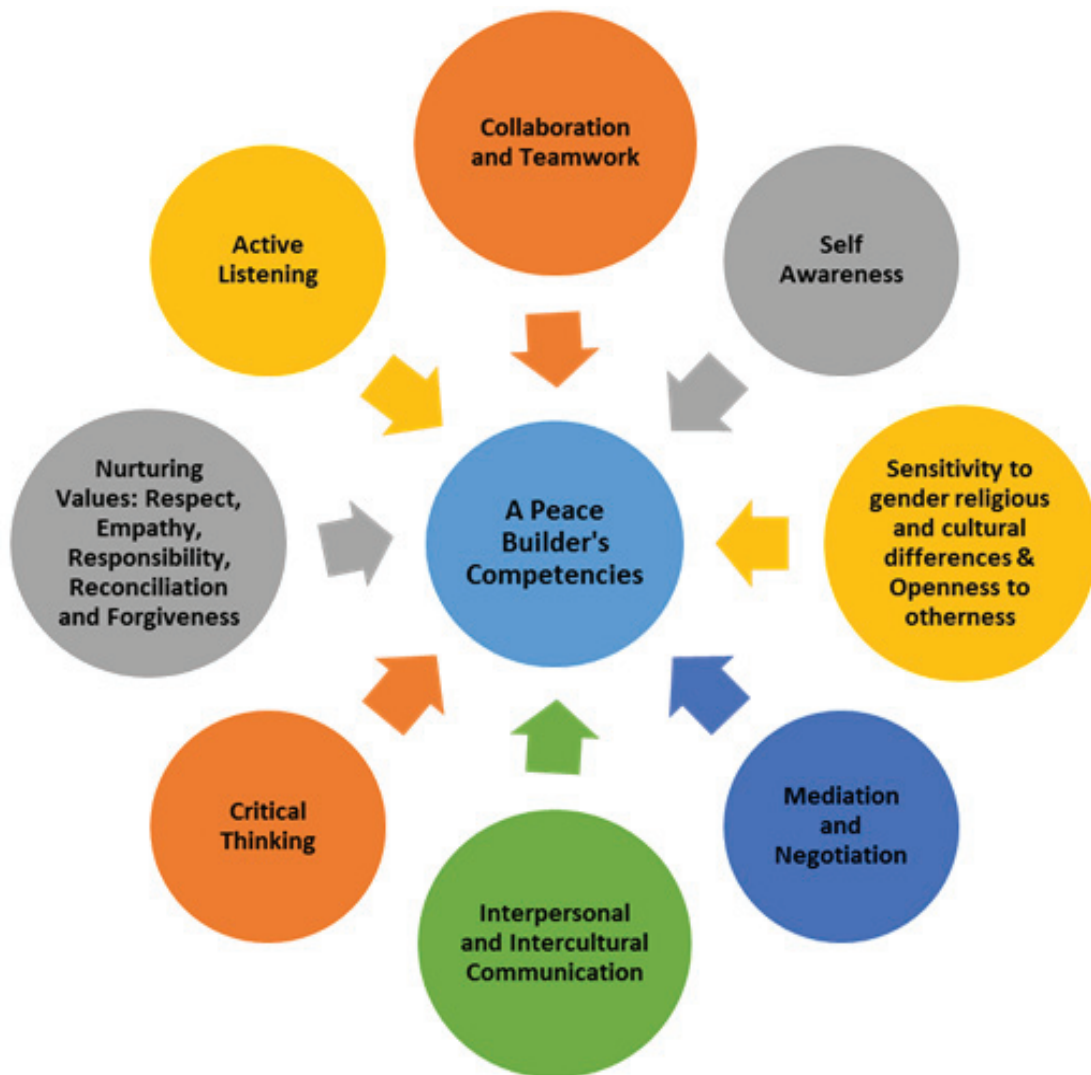 Collaboration
and Teamwork
Self
Awareness
Sensitivity to
gender religious
and cultural
differences &
Openness to
otherness
Mediation
and
Negotiation
Interpersonal
and Intercultural
Communication
Critical
Thinking
Nurturing
Values: Respect,
Empathy,
Responsibility,
Reconciliation
and Forgiveness
Active
Listening
A Peace
Builder's
Competencies